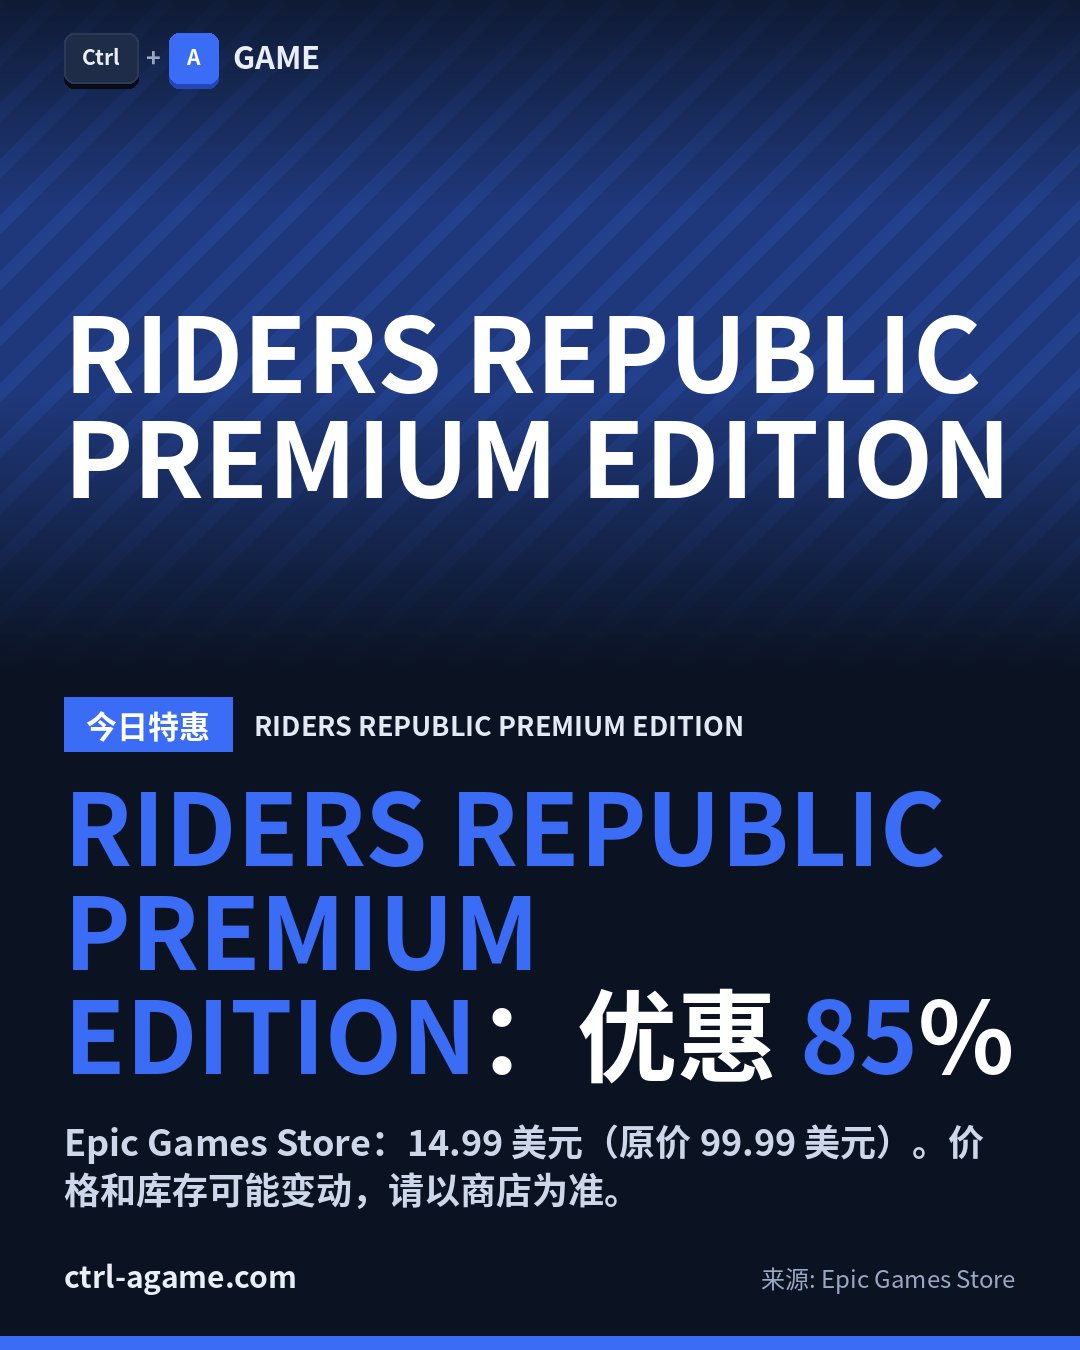 Ctrl + A GAME
RIDERS REPUBLIC
PREMIUM EDITION
今日特惠 RIDERS REPUBLIC PREMIUM EDITION
RIDERS REPUBLIC
PREMIUM
EDITION：优惠 85%
Epic Games Store：14.99 美元（原价 99.99 美元）。价
格和库存可能变动，请以商店为准。
ctrl-agame.com 来源: Epic Games Store